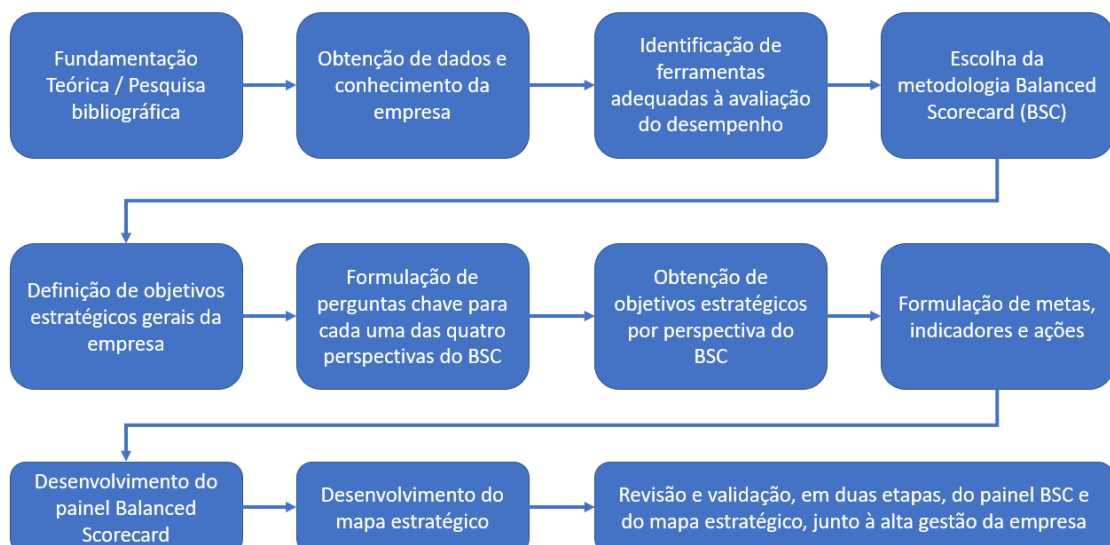 Fundamentação
Teórica / Pesquisa
bibliográfica
Obtenção de dados e
conhecimento da
empresa
Identificação de
ferramentas
adequadas à avaliação
do desempenho
Escolha da
metodologia Balanced
Scorecard (BSC)
Definição de objetivos
estratégicos gerais da
empresa
Formulação de
perguntas chave para
cada uma das quatro
perspectivas do BSC
Obtenção de
objetivos estratégicos
por perspectiva do
BSC
Formulação de metas,
indicadores e ações
Desenvolvimento do
painel Balanced
Scorecard
Desenvolvimento do
mapa estratégico
Revisão e validação, em duas etapas, do painel BSC e
do mapa estratégico, junto à alta gestão da empresa